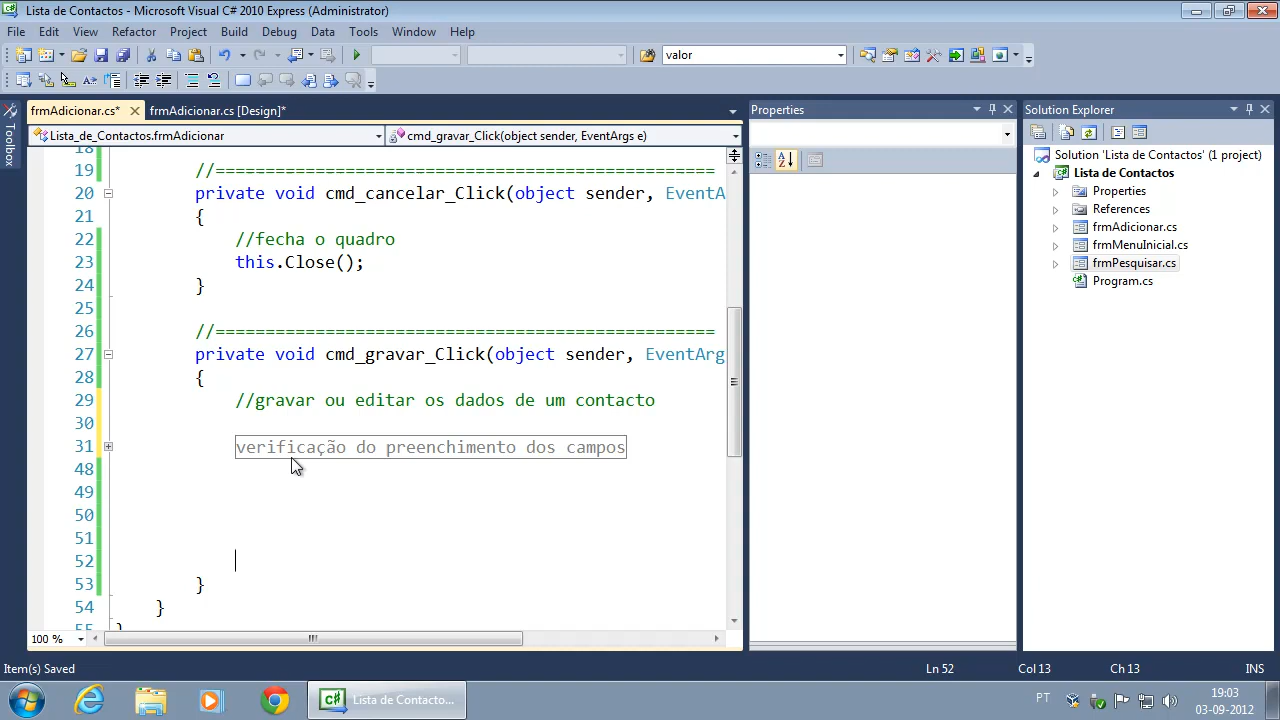 Lista de Contactos - Microsoft Visual C# 2010 Express (Administrator)
File Edit View Refactor Project Build Debug Data Tools Window Help
valor
frmAdicionar.cs* frmAdicionar.cs [Design]*
Lista_de_Contactos.frmAdicionar
cmd_gravar_Click(object sender, EventArgs e)
18
19 //==================================================
20 private void cmd_cancelar_Click(object sender, EventA
21 {
22 //fecha o quadro
23 this.Close();
24 }
25
26 //==================================================
27 private void cmd_gravar_Click(object sender, EventArg
28 {
29 //gravar ou editar os dados de um contacto
30
31 verificação do preenchimento dos campos
48
49
50
51
52
53 }
54 }
55 }
100 %
Toolbox
Properties
Solution Explorer
Solution 'Lista de Contactos' (1 project)
Lista de Contactos
Properties
References
frmAdicionar.cs
frmMenuInicial.cs
frmPesquisar.cs
Program.cs
Item(s) Saved Ln 52 Col 13 Ch 13 INS
Lista de Contacto...
PT
19:03
03-09-2012